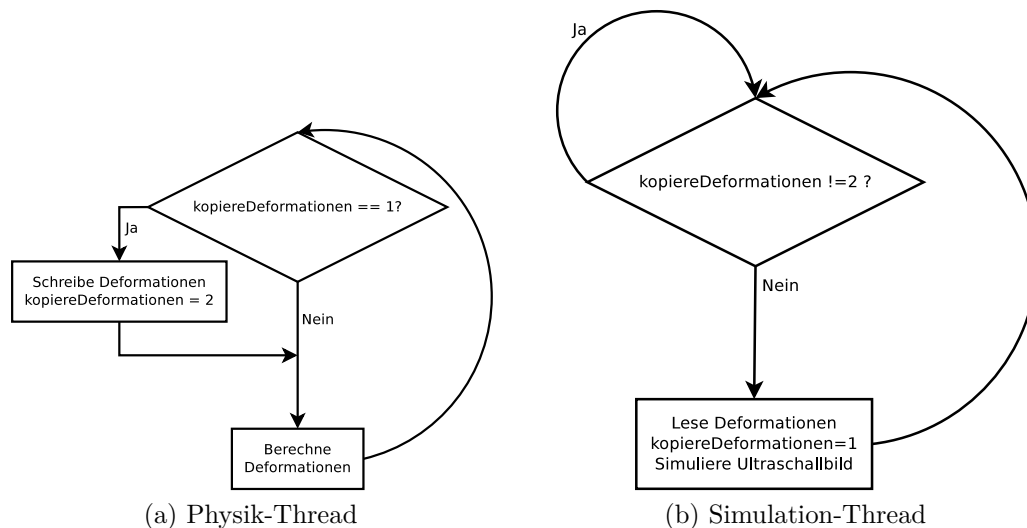 kopiereDeformationen == 1?
Ja
Schreibe Deformationen
kopiereDeformationen = 2
Nein
Berechne
Deformationen
(a) Physik-Thread
Ja
kopiereDeformationen !=2 ?
Nein
Lese Deformationen
kopiereDeformationen=1
Simuliere Ultraschallbild
(b) Simulation-Thread